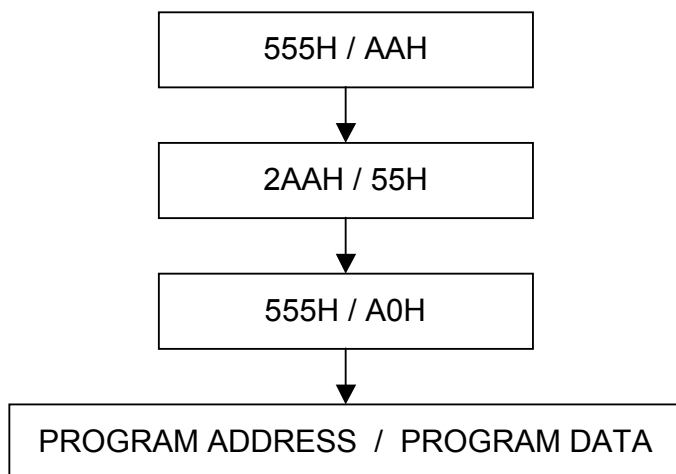 555H / AAH
2AAH / 55H
555H / A0H
PROGRAM ADDRESS / PROGRAM DATA